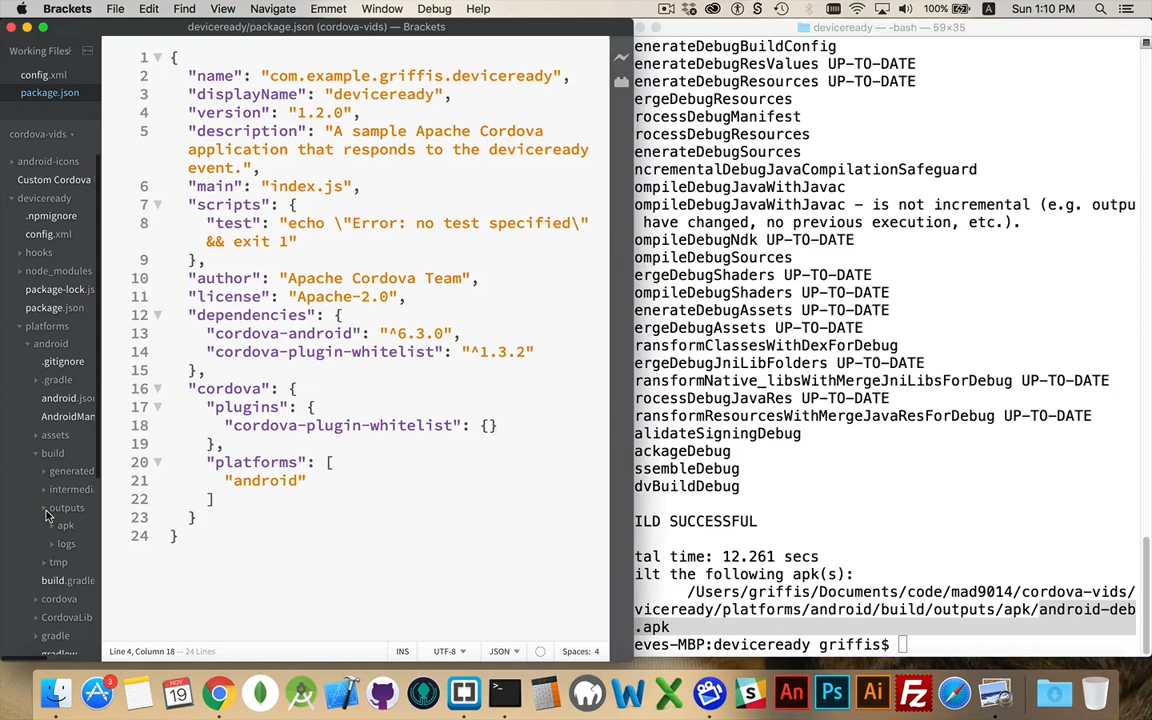 Brackets File Edit Find View Navigate Emmet Window Debug Help 100% A Sun 1:10 PM
deviceready/package.json (cordova-vids) — Brackets
deviceready — -bash — 59×35
Working Files
config.xml
package.json
cordova-vids
android-icons
Custom Cordova
deviceready
.npmignore
config.xml
hooks
node_modules
package-lock.js
package.json
platforms
android
.gitignore
.gradle
android.jso
AndroidMan
assets
build
generated
intermedi
outputs
apk
logs
tmp
build.gradle
cordova
CordovaLib
gradle
1 {
2 "name": "com.example.griffis.deviceready",
3 "displayName": "deviceready",
4 "version": "1.2.0",
5 "description": "A sample Apache Cordova
application that responds to the deviceready
event.",
6 "main": "index.js",
7 "scripts": {
8 "test": "echo \"Error: no test specified\"
&& exit 1"
9 },
10 "author": "Apache Cordova Team",
11 "license": "Apache-2.0",
12 "dependencies": {
13 "cordova-android": "^6.3.0",
14 "cordova-plugin-whitelist": "^1.3.2"
15 },
16 "cordova": {
17 "plugins": {
18 "cordova-plugin-whitelist": {}
19 },
20 "platforms": [
21 "android"
22 ]
23 }
24 }
Line 4, Column 18 — 24 Lines INS UTF-8 JSON Spaces: 4
enerateDebugBuildConfig
enerateDebugResValues UP-TO-DATE
enerateDebugResources UP-TO-DATE
ergeDebugResources
rocessDebugManifest
rocessDebugResources
enerateDebugSources
ncrementalDebugJavaCompilationSafeguard
ompileDebugJavaWithJavac
ompileDebugJavaWithJavac - is not incremental (e.g. outpu
have changed, no previous execution, etc.).
ompileDebugNdk UP-TO-DATE
ompileDebugSources
ergeDebugShaders UP-TO-DATE
ompileDebugShaders UP-TO-DATE
enerateDebugAssets UP-TO-DATE
ergeDebugAssets UP-TO-DATE
ransformClassesWithDexForDebug
ergeDebugJniLibFolders UP-TO-DATE
ransformNative_libsWithMergeJniLibsForDebug UP-TO-DATE
rocessDebugJavaRes UP-TO-DATE
ransformResourcesWithMergeJavaResForDebug UP-TO-DATE
alidateSigningDebug
ackageDebug
ssembleDebug
dvBuildDebug
ILD SUCCESSFUL
tal time: 12.261 secs
ilt the following apk(s):
/Users/griffis/Documents/code/mad9014/cordova-vids/
viceready/platforms/android/build/outputs/apk/android-deb
.apk
eves-MBP:deviceready griffis$
3
NOV
19
An Ps Ai Fz